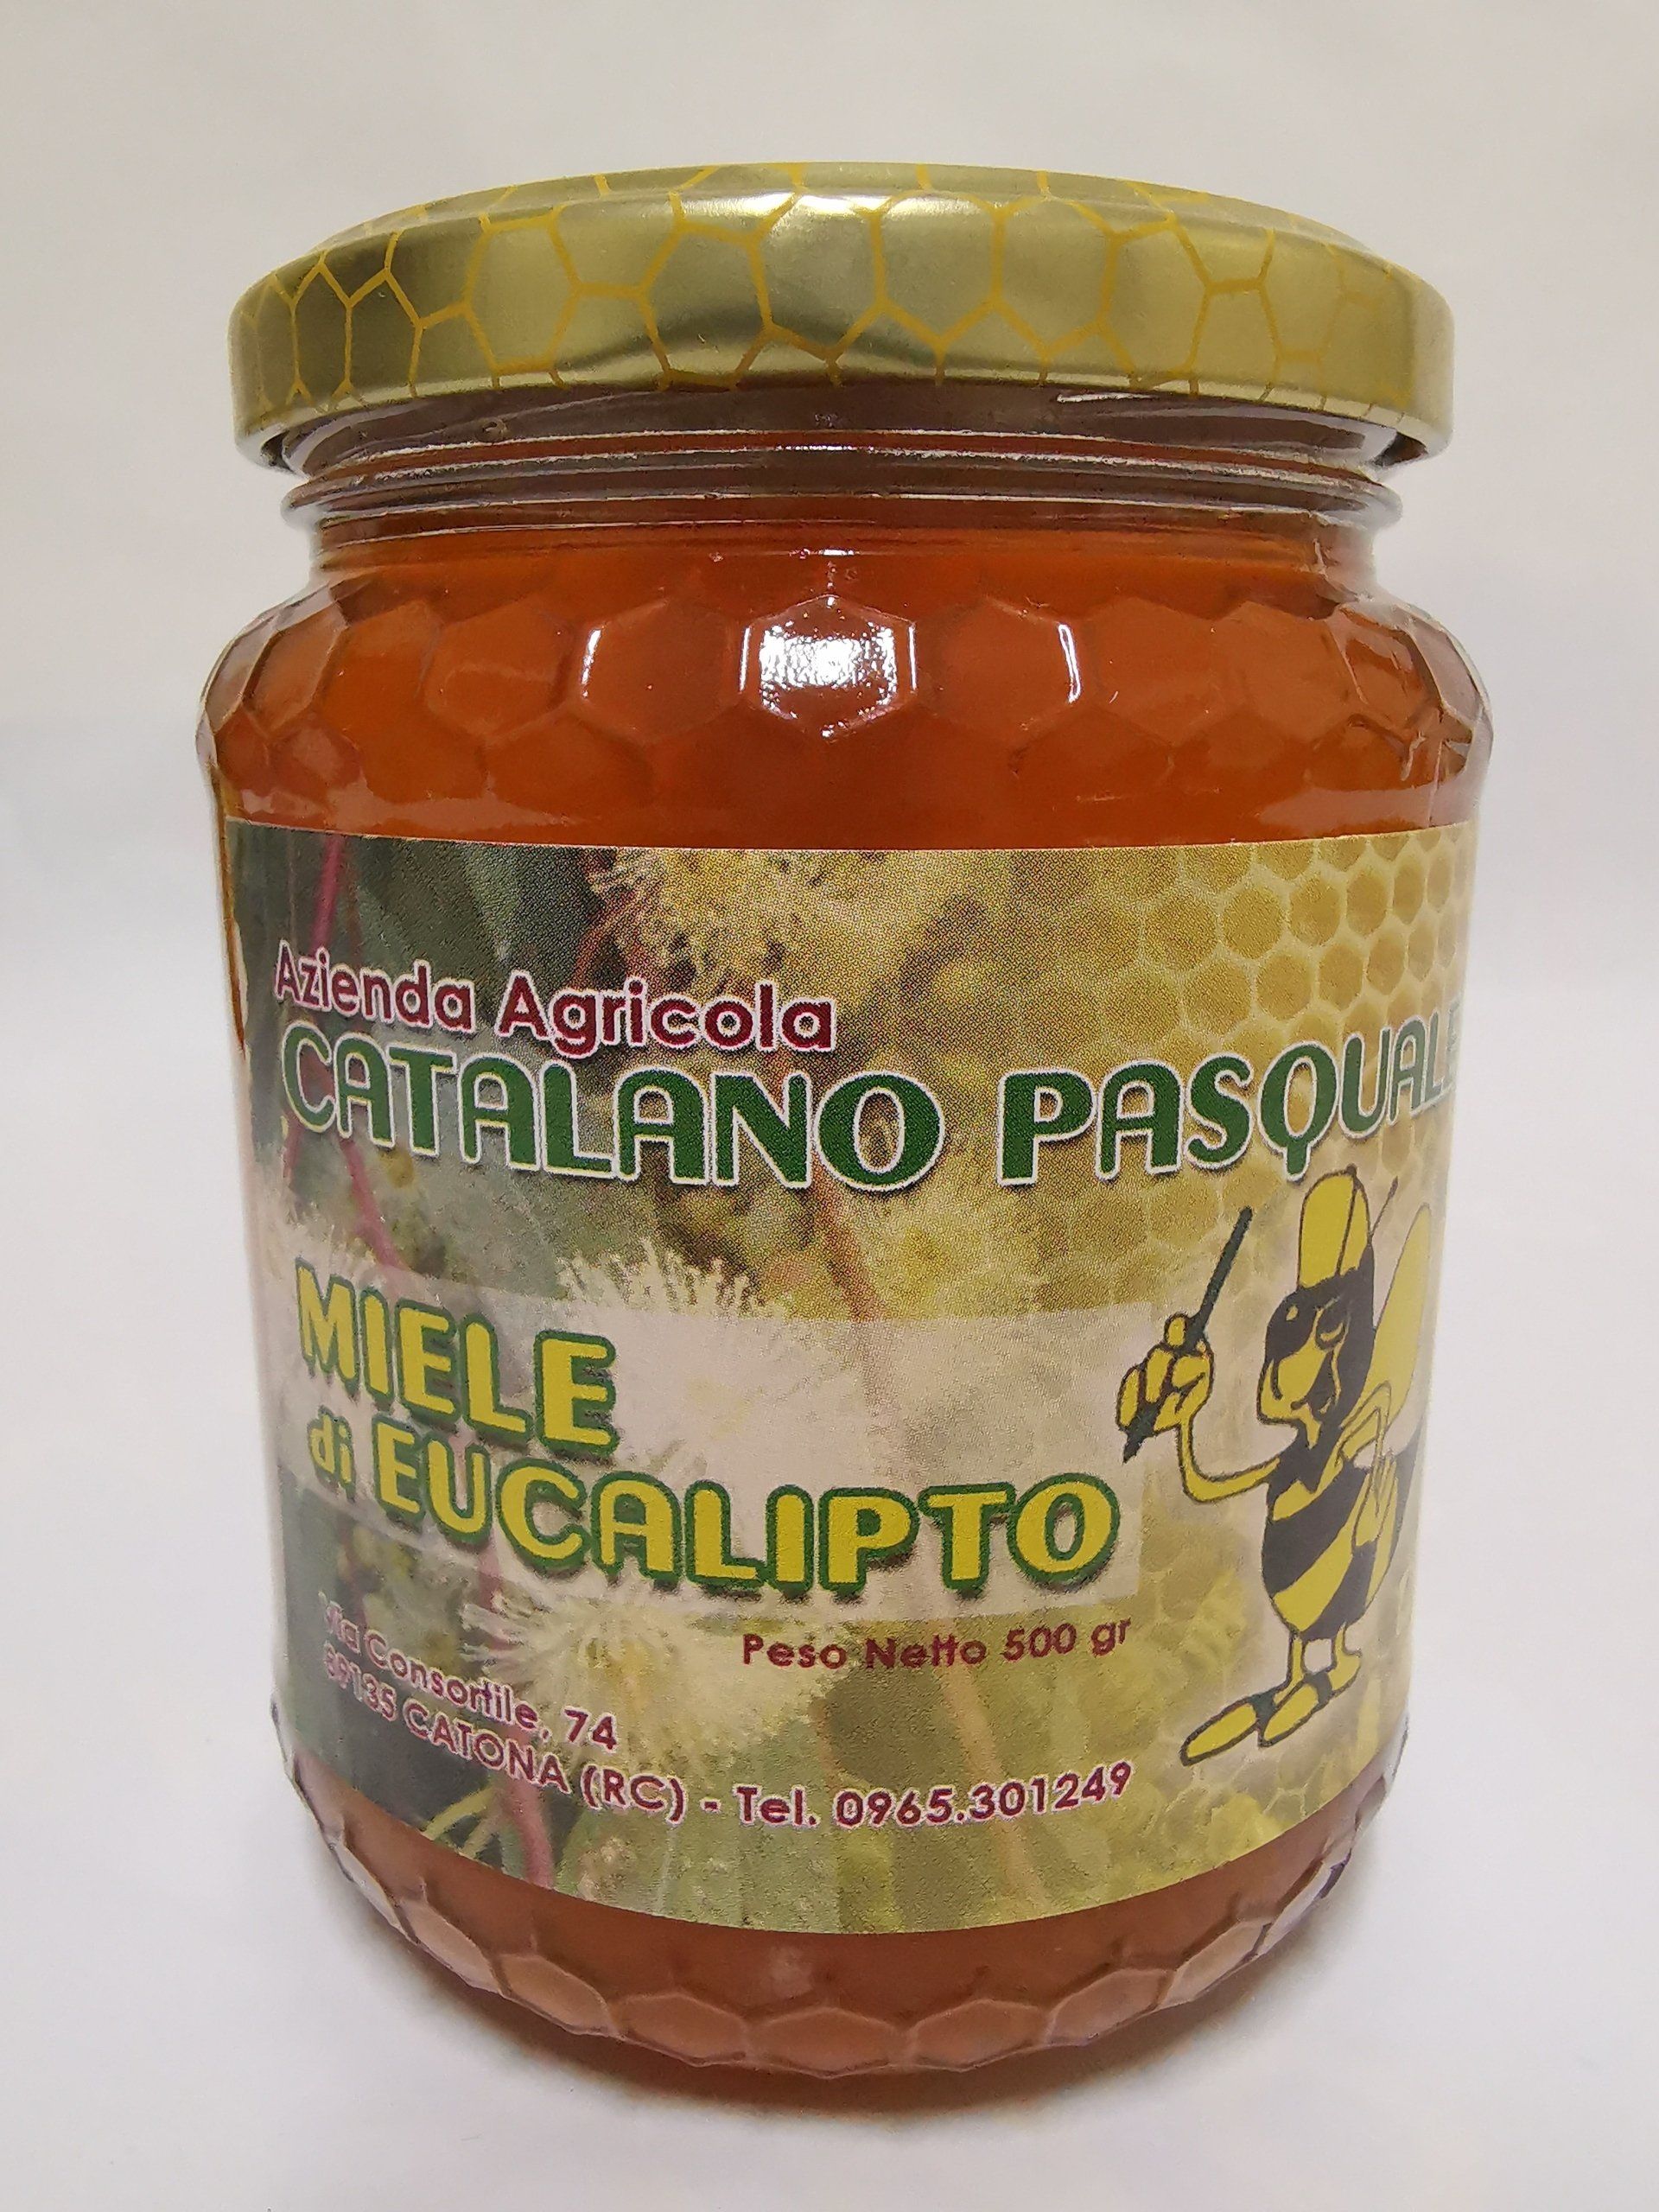 Azienda Agricola
CATALANO PASQUALE
MIELE
di EUCALIPTO
Peso Netto 500 gr
Via Consortile, 74
89135 CATONA (RC) - Tel. 0965.301249